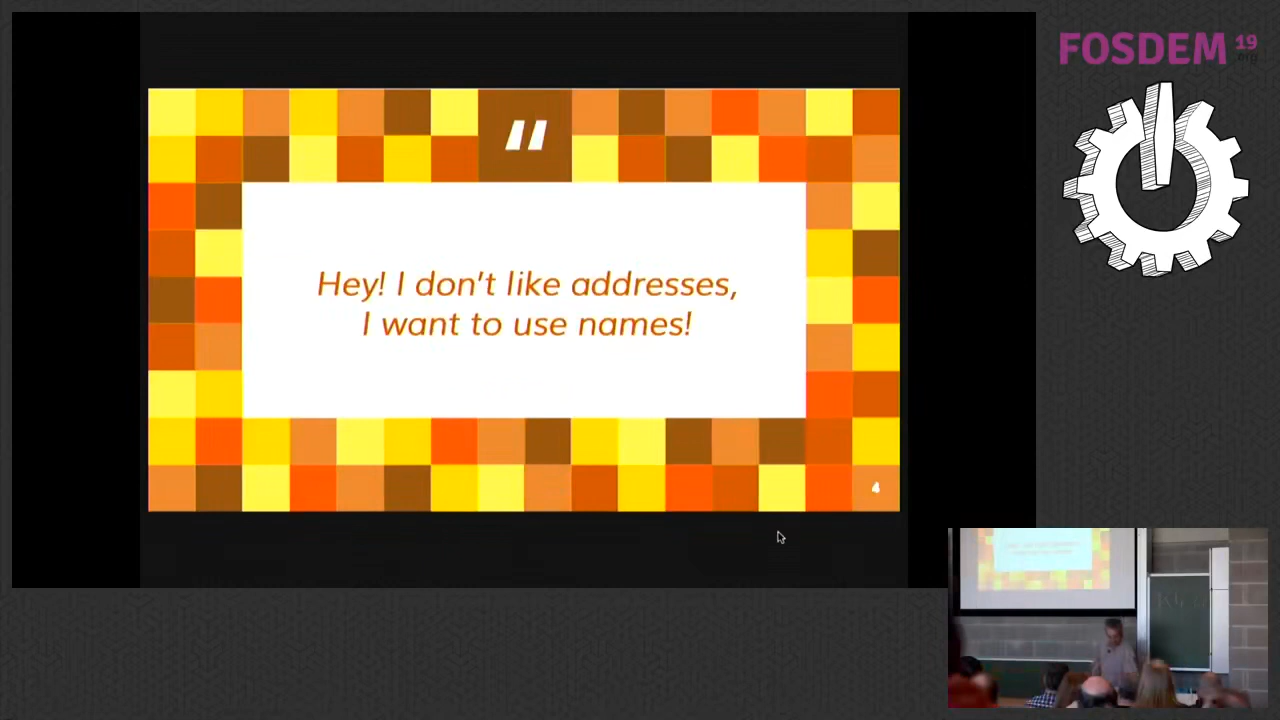 FOSDEM 19
"
Hey! I don't like addresses,
I want to use names!
4